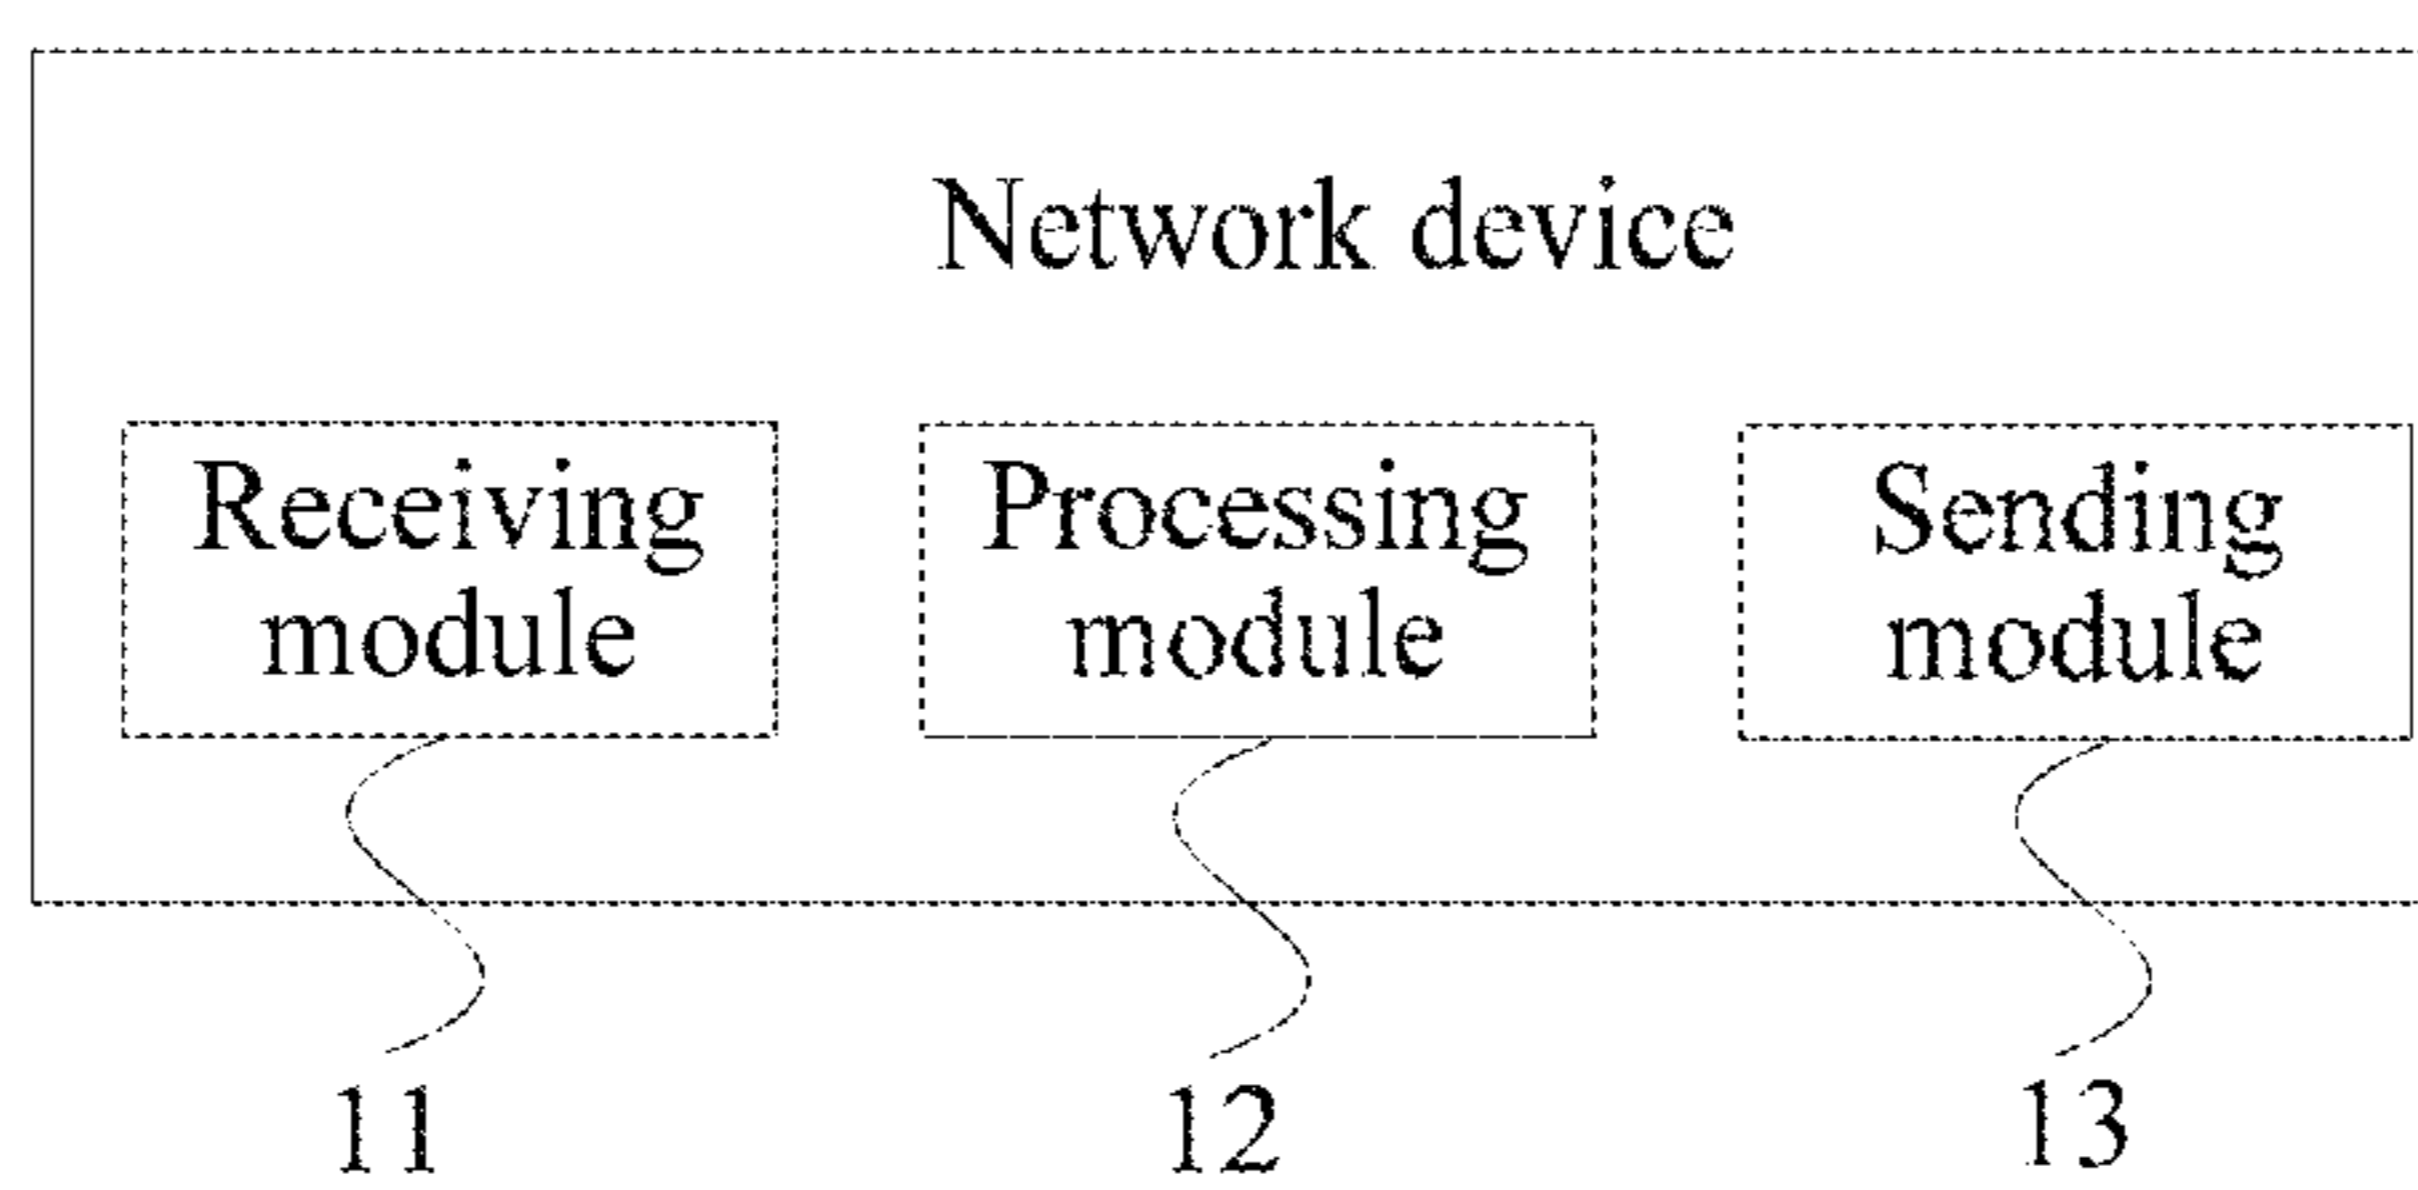 Network device
Receiving
module
Processing
module
Sending
module
11
12
13